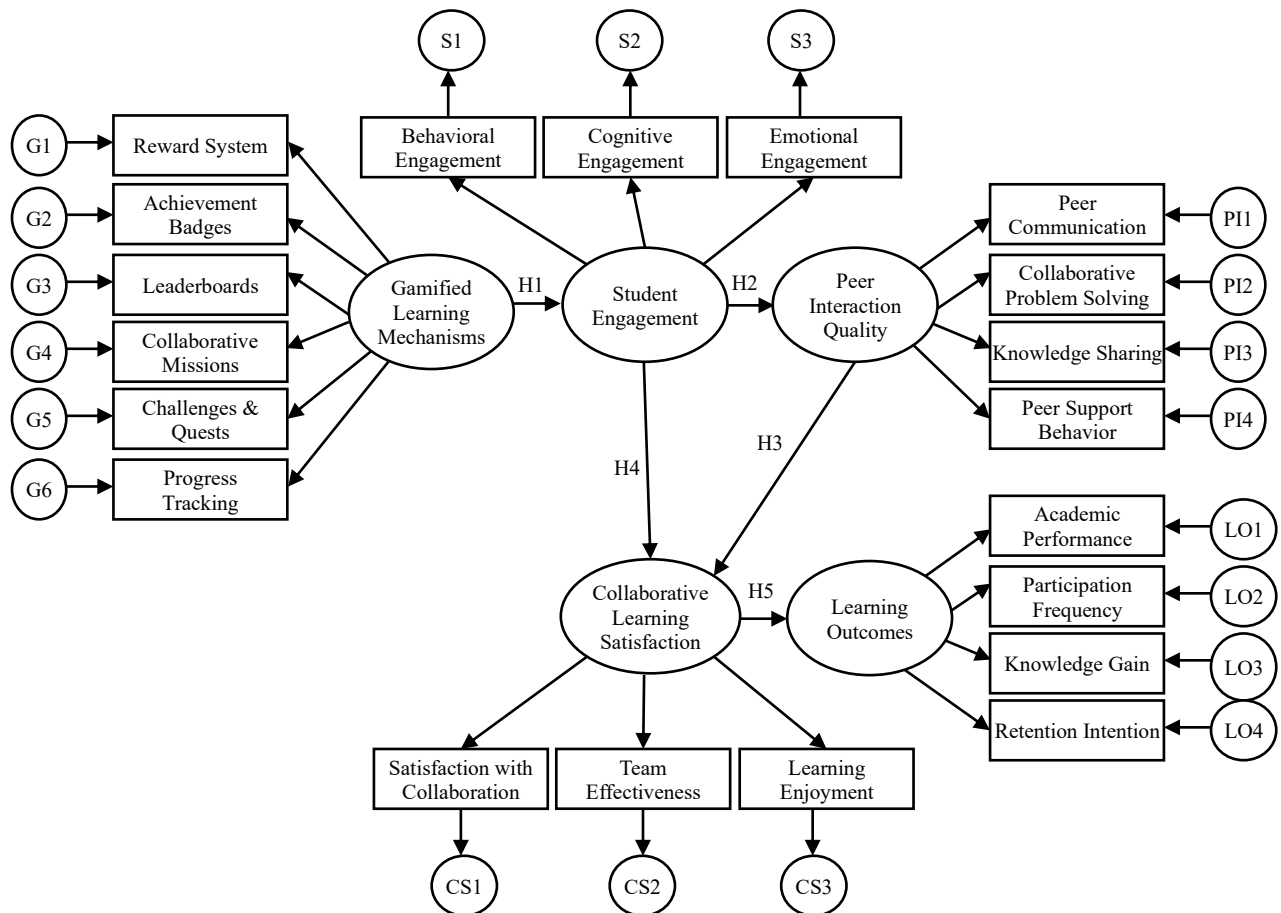 S1
S2
S3
Behavioral
Engagement
Cognitive
Engagement
Emotional
Engagement
G1
Reward System
G2
Achievement
Badges
G3
Leaderboards
G4
Collaborative
Missions
G5
Challenges &
Quests
G6
Progress
Tracking
Gamified
Learning
Mechanisms
H1
Student
Engagement
H2
Peer
Interaction
Quality
Peer
Communication
PI1
Collaborative
Problem Solving
PI2
Knowledge Sharing
PI3
Peer Support
Behavior
PI4
H3
H4
Collaborative
Learning
Satisfaction
H5
Learning
Outcomes
Academic
Performance
LO1
Participation
Frequency
LO2
Knowledge Gain
LO3
Retention Intention
LO4
Satisfaction with
Collaboration
Team
Effectiveness
Learning
Enjoyment
CS1
CS2
CS3